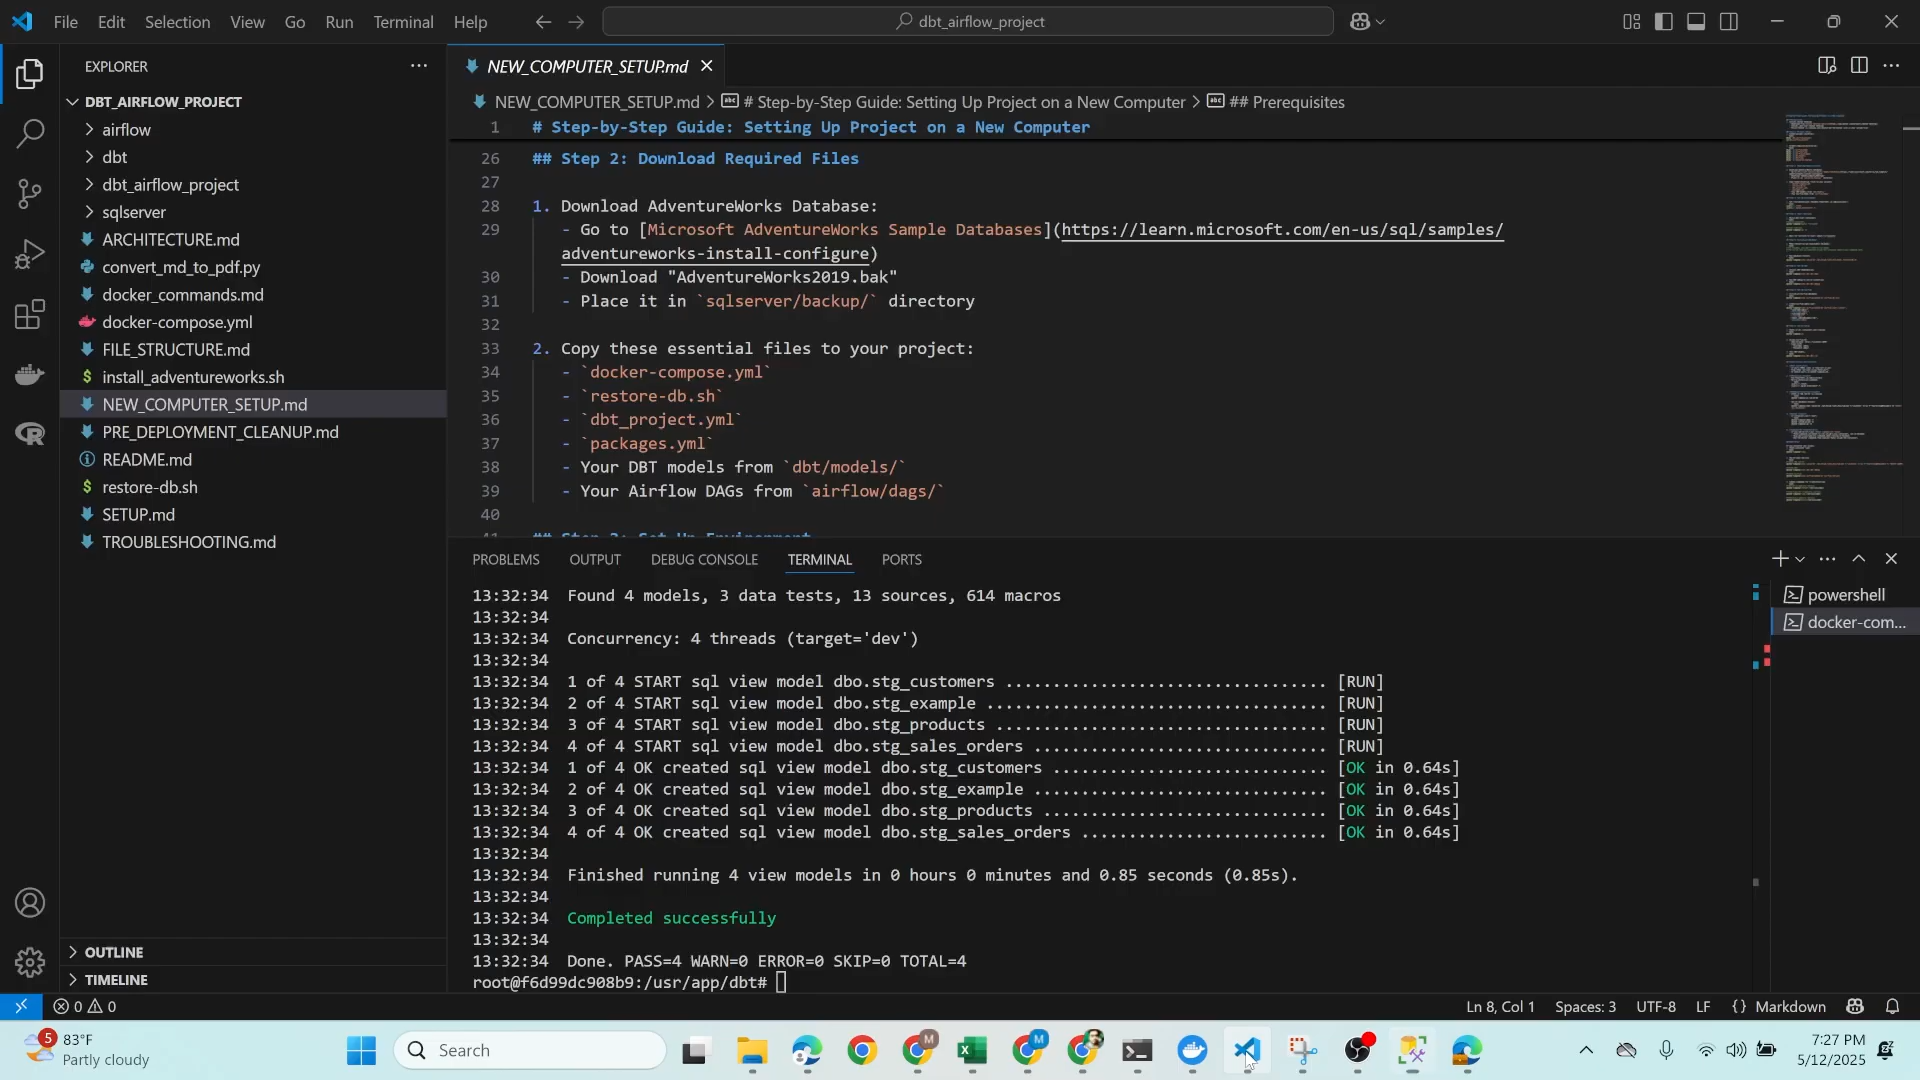 File Edit Selection View Go Run Terminal Help
dbt_airflow_project
EXPLORER
DBT_AIRFLOW_PROJECT
airflow
dbt
dbt_airflow_project
sqlserver
ARCHITECTURE.md
convert_md_to_pdf.py
docker_commands.md
docker-compose.yml
FILE_STRUCTURE.md
install_adventureworks.sh
NEW_COMPUTER_SETUP.md
PRE_DEPLOYMENT_CLEANUP.md
README.md
restore-db.sh
SETUP.md
TROUBLESHOOTING.md
OUTLINE
TIMELINE
NEW_COMPUTER_SETUP.md
NEW_COMPUTER_SETUP.md > # Step-by-Step Guide: Setting Up Project on a New Computer > ## Prerequisites
1 # Step-by-Step Guide: Setting Up Project on a New Computer
26 ## Step 2: Download Required Files
27
28 1. Download AdventureWorks Database:
29 - Go to [Microsoft AdventureWorks Sample Databases](https://learn.microsoft.com/en-us/sql/samples/
adventureworks-install-configure)
30 - Download "AdventureWorks2019.bak"
31 - Place it in `sqlserver/backup/` directory
32
33 2. Copy these essential files to your project:
34 - `docker-compose.yml`
35 - `restore-db.sh`
36 - `dbt_project.yml`
37 - `packages.yml`
38 - Your DBT models from `dbt/models/`
39 - Your Airflow DAGs from `airflow/dags/`
40
41 ## Step 3: Set Up Environment
PROBLEMS OUTPUT DEBUG CONSOLE TERMINAL PORTS
powershell
docker-com...
13:32:34 Found 4 models, 3 data tests, 13 sources, 614 macros
13:32:34
13:32:34 Concurrency: 4 threads (target='dev')
13:32:34
13:32:34 1 of 4 START sql view model dbo.stg_customers .................................. [RUN]
13:32:34 2 of 4 START sql view model dbo.stg_example .................................... [RUN]
13:32:34 3 of 4 START sql view model dbo.stg_products ................................... [RUN]
13:32:34 4 of 4 START sql view model dbo.stg_sales_orders ............................... [RUN]
13:32:34 1 of 4 OK created sql view model dbo.stg_customers ............................. [OK in 0.64s]
13:32:34 2 of 4 OK created sql view model dbo.stg_example ............................... [OK in 0.64s]
13:32:34 3 of 4 OK created sql view model dbo.stg_products .............................. [OK in 0.64s]
13:32:34 4 of 4 OK created sql view model dbo.stg_sales_orders .......................... [OK in 0.64s]
13:32:34
13:32:34 Finished running 4 view models in 0 hours 0 minutes and 0.85 seconds (0.85s).
13:32:34
13:32:34 Completed successfully
13:32:34
13:32:34 Done. PASS=4 WARN=0 ERROR=0 SKIP=0 TOTAL=4
root@f6d99dc908b9:/usr/app/dbt#
0 0 Ln 8, Col 1 Spaces: 3 UTF-8 LF {} Markdown
5 83°F
Partly cloudy
Search
7:27 PM
5/12/2025